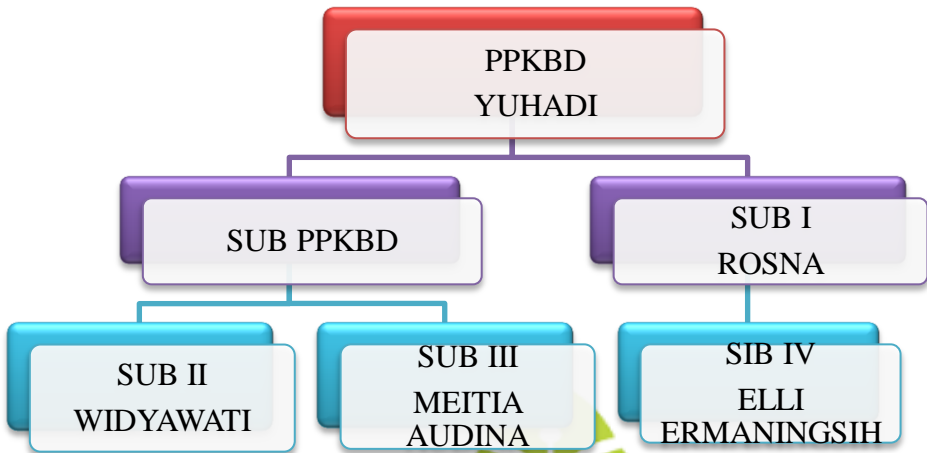 PPKBD
YUHADI
SUB PPKBD
SUB I
ROSNA
SUB II
WIDYAWATI
SUB III
MEITIA
AUDINA
SIB IV
ELLI
ERMANINGSIH